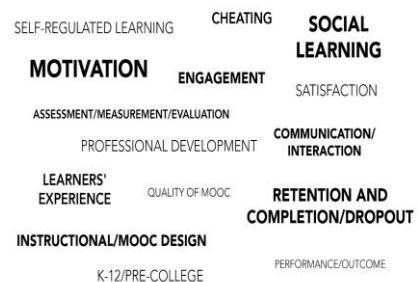 SELF-REGULATED LEARNING
CHEATING
SOCIAL
LEARNING
MOTIVATION
ENGAGEMENT
SATISFACTION
ASSESSMENT/MEASUREMENT/EVALUATION
PROFESSIONAL DEVELOPMENT
COMMUNICATION/
INTERACTION
LEARNERS'
EXPERIENCE
QUALITY OF MOOC
RETENTION AND
COMPLETION/DROPOUT
INSTRUCTIONAL/MOOC DESIGN
K-12/PRE-COLLEGE
PERFORMANCE/OUTCOME